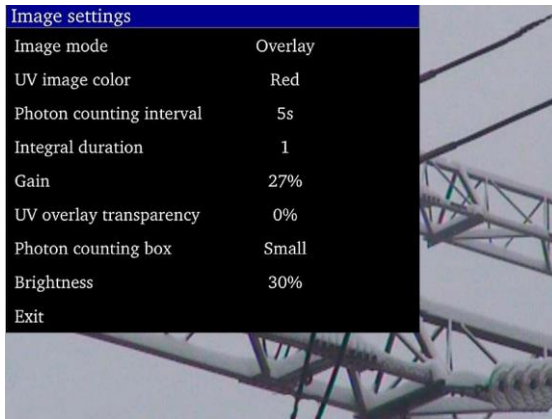 Image settings
Image mode Overlay
UV image color Red
Photon counting interval 5s
Integral duration 1
Gain 27%
UV overlay transparency 0%
Photon counting box Small
Brightness 30%
Exit